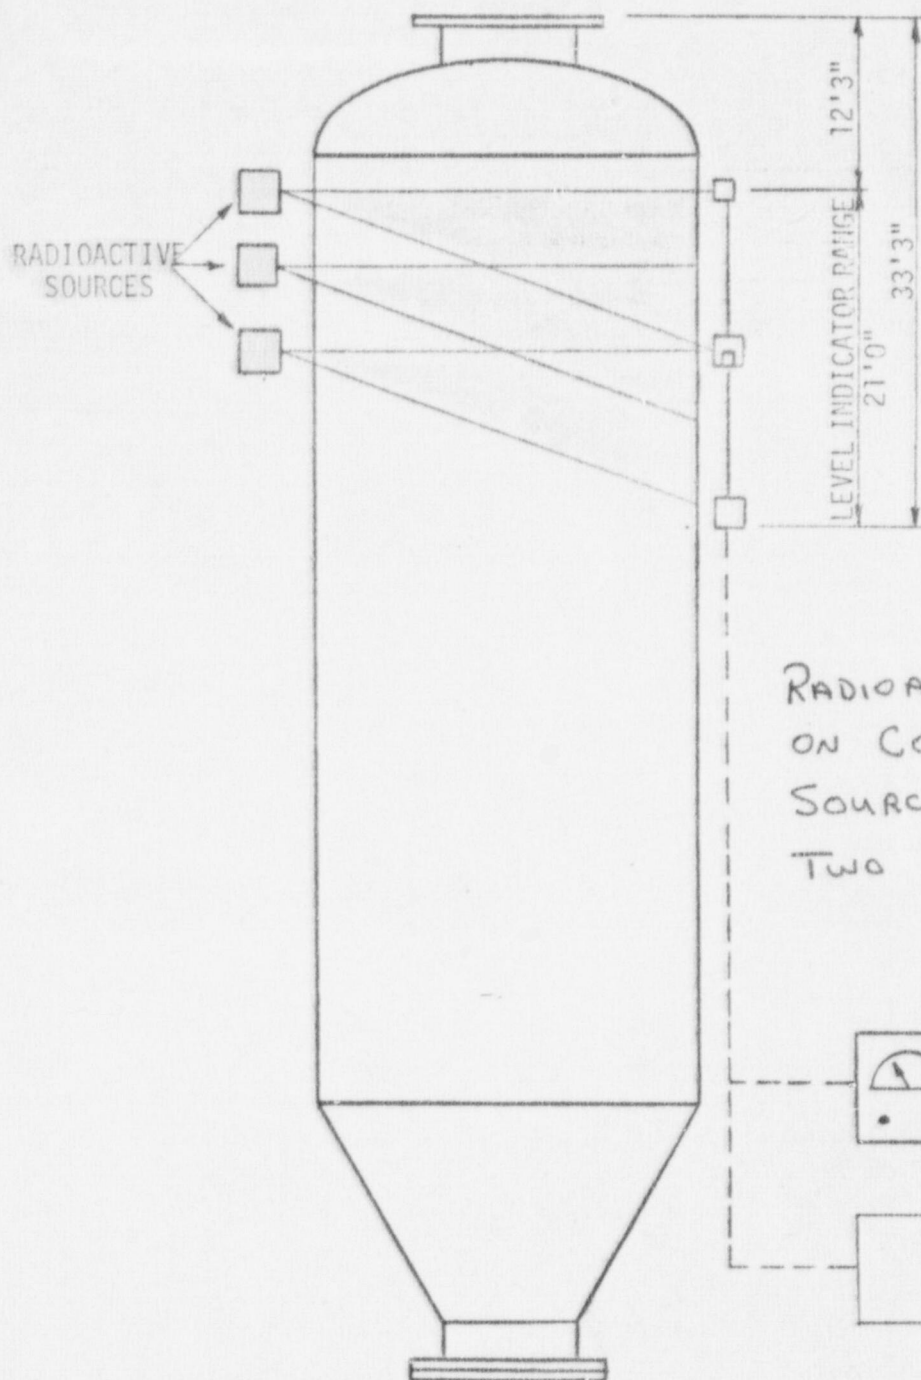 12'3"
RADIOACTIVE
SOURCES
LEVEL INDICATOR RANGE
21'0"
33'3"
ON
TWO